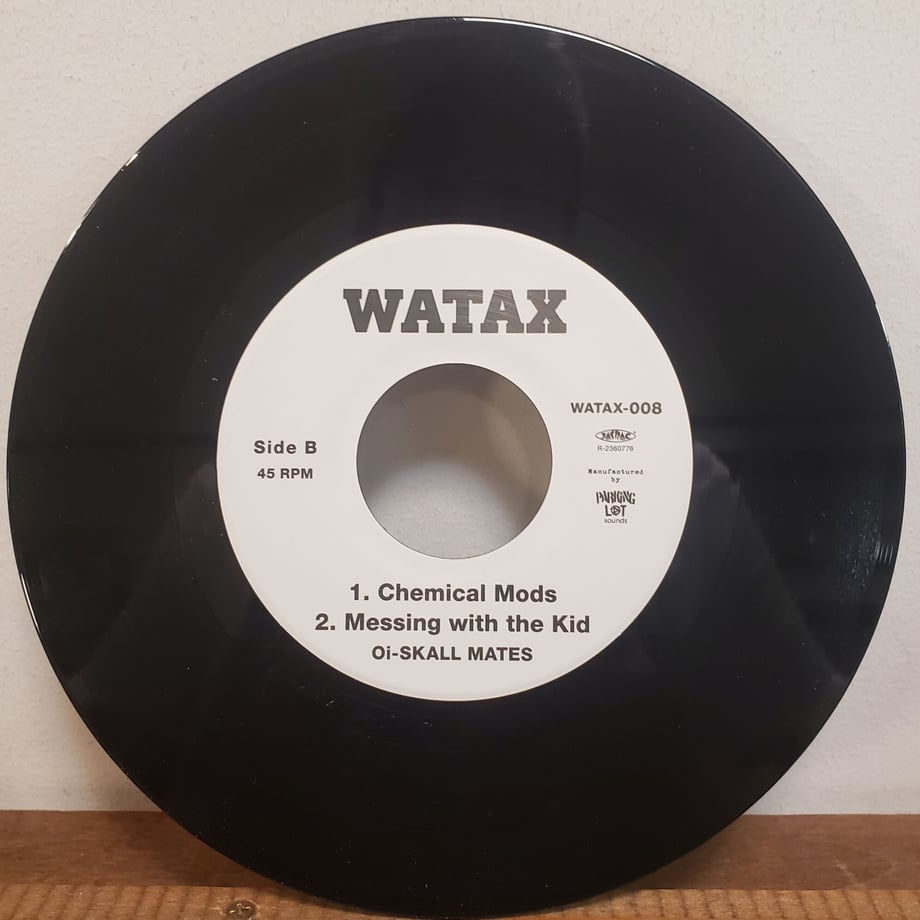 WATAX
WATAX-008
JASRAC
R-2360776
Side B
45 RPM
Manufactured
by
PARKING
LOT
sounds
1. Chemical Mods
2. Messing with the Kid
Oi-SKALL MATES